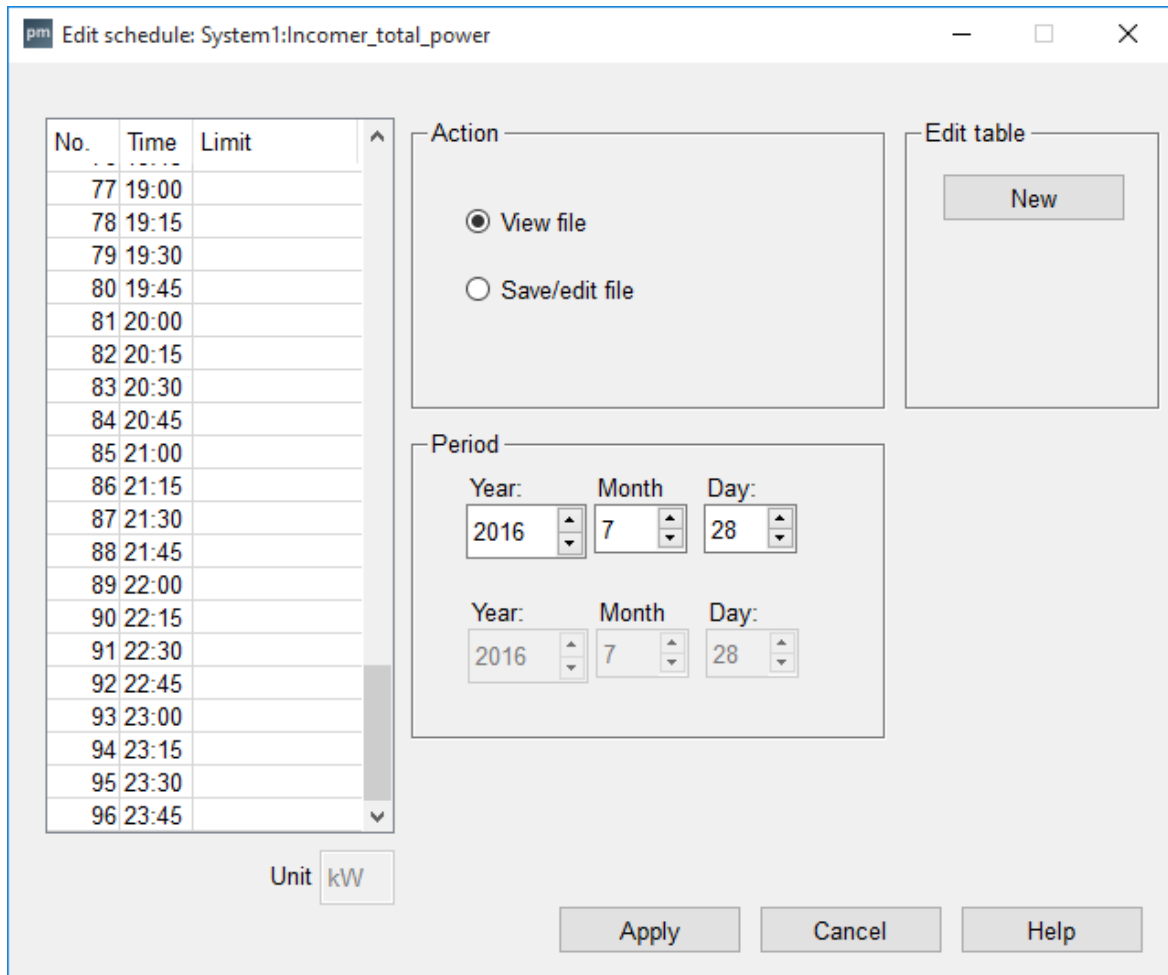 pm Edit schedule: System1:Incomer_total_power
No. Time Limit
77 19:00
78 19:15
79 19:30
80 19:45
81 20:00
82 20:15
83 20:30
84 20:45
85 21:00
86 21:15
87 21:30
88 21:45
89 22:00
90 22:15
91 22:30
92 22:45
93 23:00
94 23:15
95 23:30
96 23:45
Unit kW
Action
View file
Save/edit file
Edit table
New
Period
Year: Month Day:
2016 7 28
Year: Month Day:
2016 7 28
Apply Cancel Help